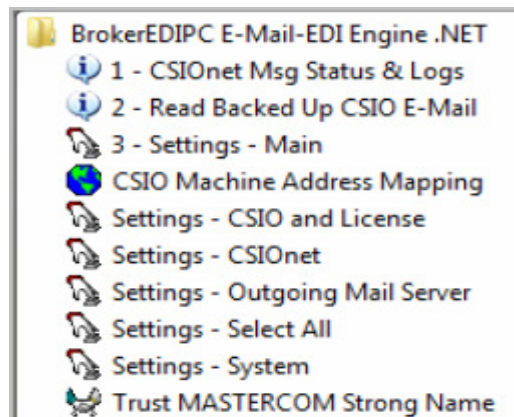 BrokerEDIPC E-Mail-EDI Engine .NET
1 - CSIOnet Msg Status & Logs
2 - Read Backed Up CSIO E-Mail
3 - Settings - Main
CSIO Machine Address Mapping
Settings - CSIO and License
Settings - CSIOnet
Settings - Outgoing Mail Server
Settings - Select All
Settings - System
Trust MASTERCOM Strong Name